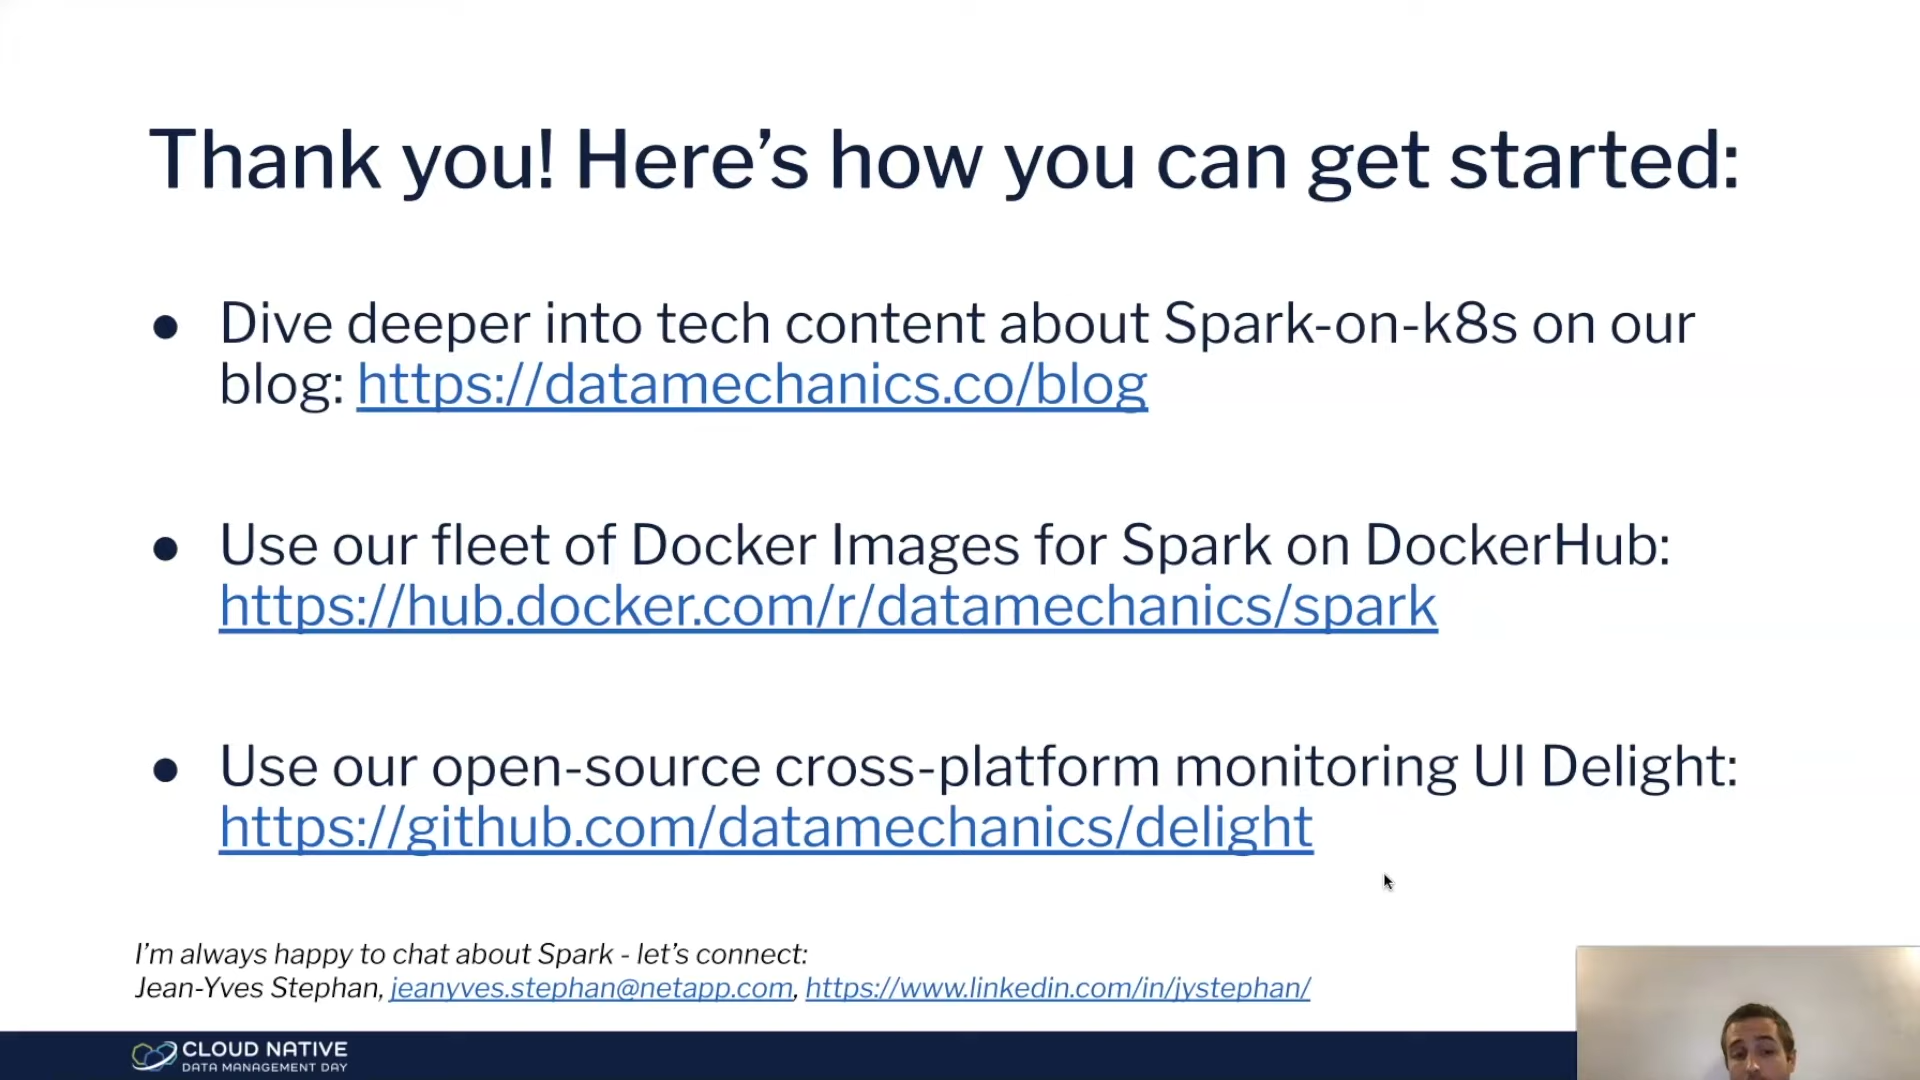 Thank you! Here’s how you can get started:
● Dive deeper into tech content about Spark-on-k8s on our
blog: https://datamechanics.co/blog
● Use our fleet of Docker Images for Spark on DockerHub:
https://hub.docker.com/r/datamechanics/spark
● Use our open-source cross-platform monitoring UI Delight:
https://github.com/datamechanics/delight
I’m always happy to chat about Spark - let’s connect:
Jean-Yves Stephan, jeanyves.stephan@netapp.com, https://www.linkedin.com/in/jystephan/
CLOUD NATIVE
DATA MANAGEMENT DAY